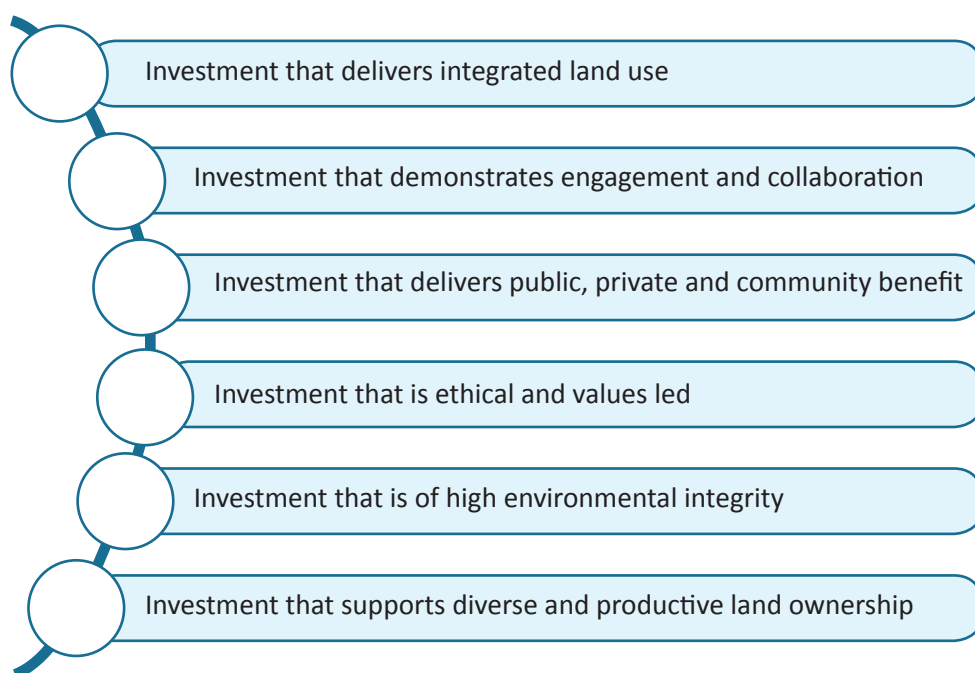 Investment that delivers integrated land use
Investment that demonstrates engagement and collaboration
Investment that delivers public, private and community benefit
Investment that is ethical and values led
Investment that is of high environmental integrity
Investment that supports diverse and productive land ownership